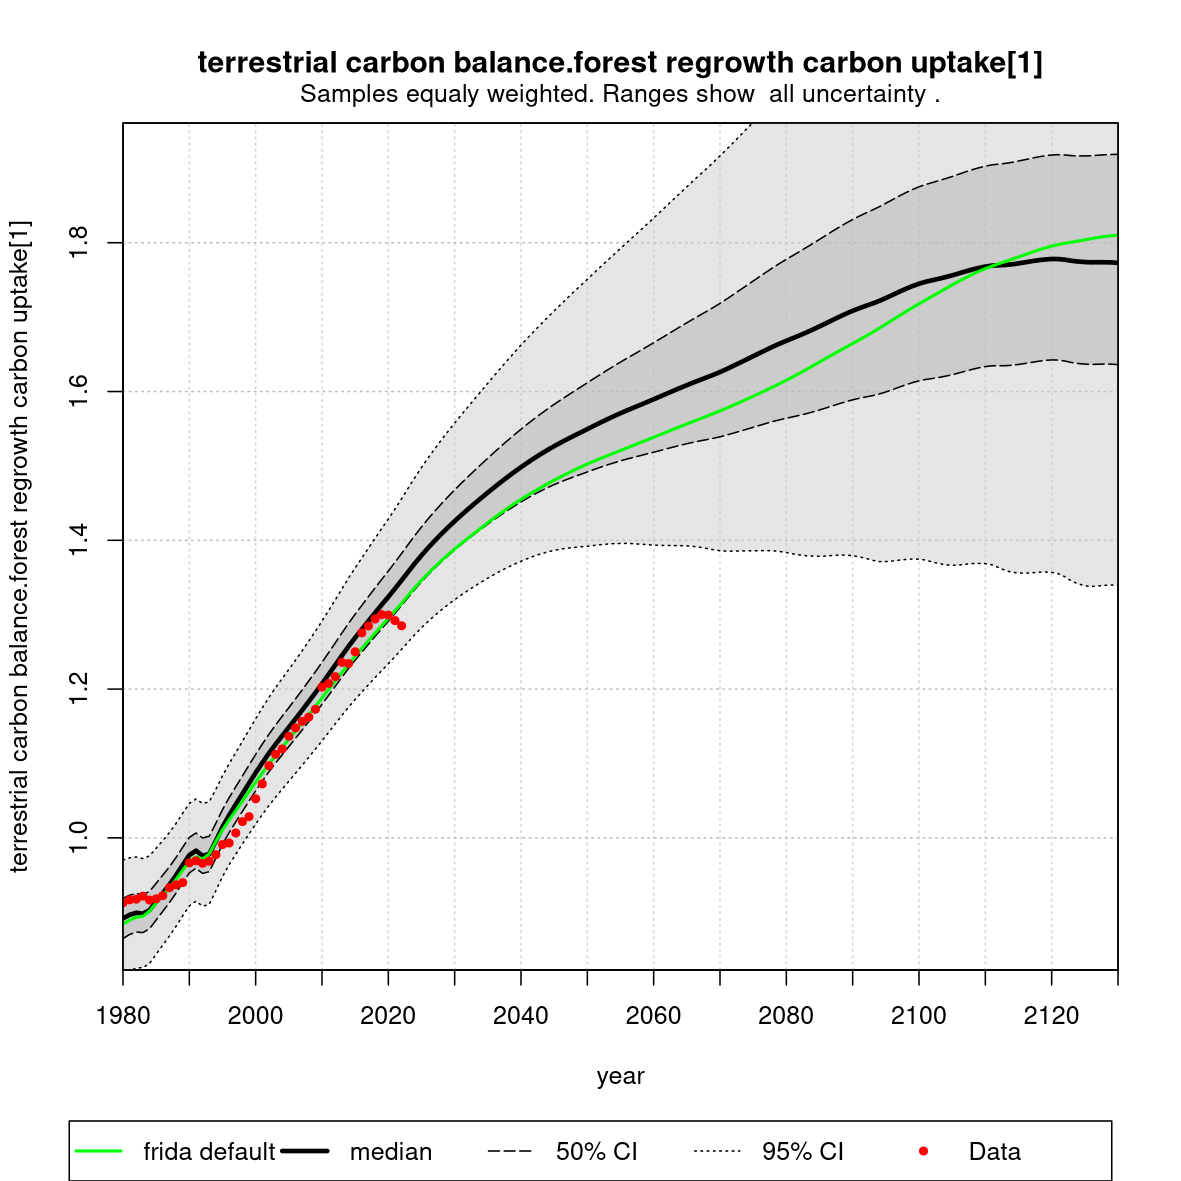 terrestrial carbon balance.forest regrowth carbon uptake[1]
Samples equaly weighted. Ranges show  all uncertainty .
terrestrial carbon balance.forest regrowth carbon uptake[1]
1.8
1.6
1.4
1.2
1.0
1980 2000 2020 2040 2060 2080 2100 2120
year
frida default median 50% CI 95% CI Data